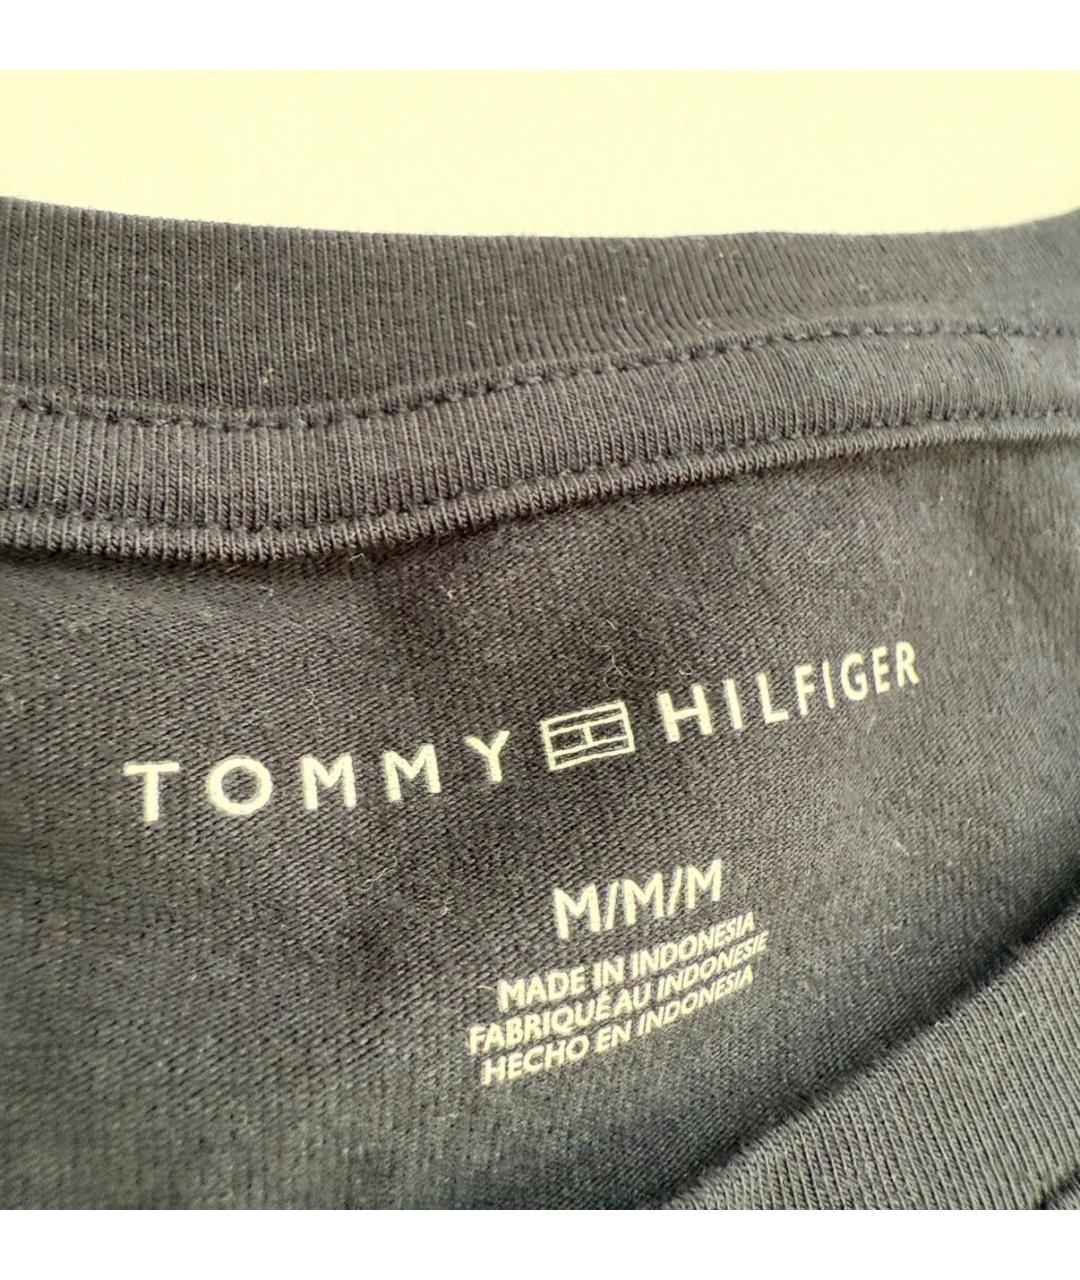 TOMMY HILFIGER
M/M/M
MADE IN INDONESIA
FABRIQUÉ AU INDONESIE
HECHO EN INDONESIA